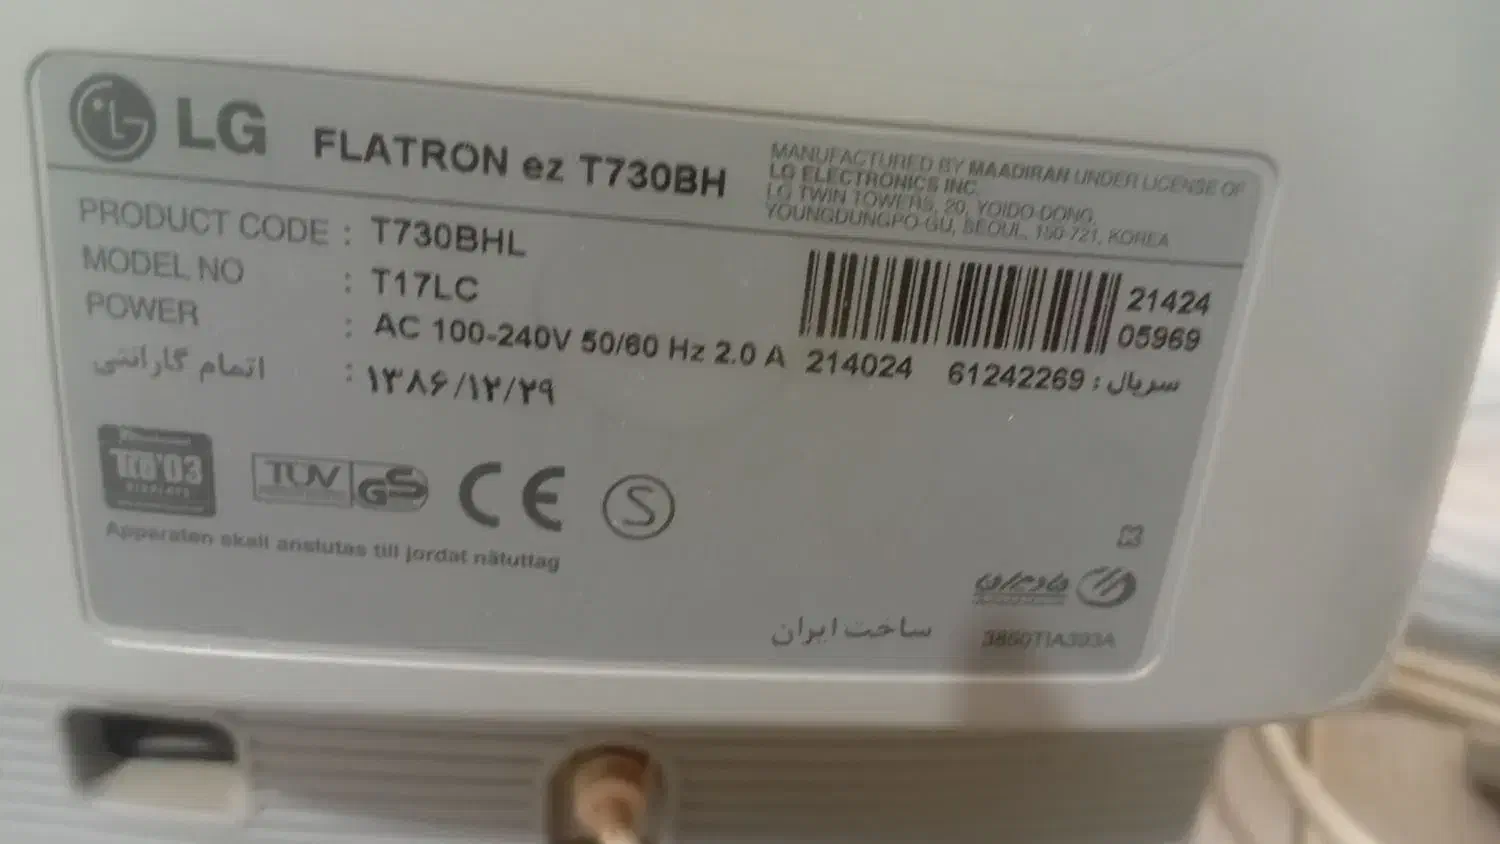 LG FLATRON ez T730BH
MANUFACTURED BY MAADIRAN UNDER LICENSE OF
LG ELECTRONICS INC.
LG TWIN TOWERS, 20, YOIDO-DONG,
YOUNGDUNGPO-GU, SEOUL, 150-721, KOREA
PRODUCT CODE : T730BHL
MODEL NO : T17LC
POWER : AC 100-240V 50/60 Hz 2.0 A
اتمام گارانتی : ۱۳۸۶/۱۲/۲۹
21424
05969
214024 61242269 : سریال
TCO'03
DISPLAYS
TÜV GS CE S
Apparaten skall anslutas till jordat nätuttag
مادیران
ساخت ایران
3850TIA393A